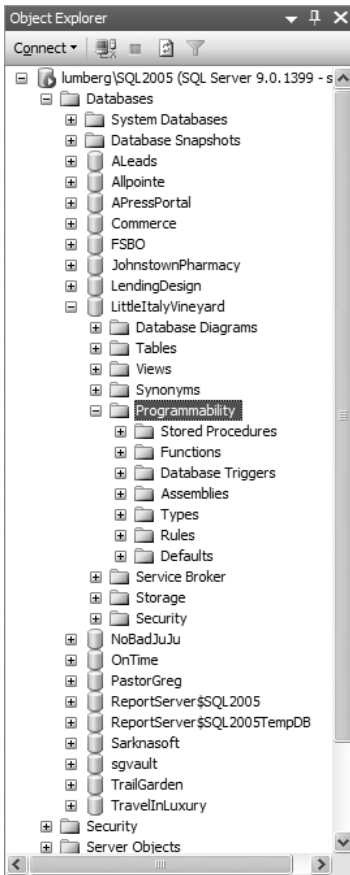 Object Explorer
Connect
lumberg\SQL2005 (SQL Server 9.0.1399 - s
Databases
System Databases
Database Snapshots
ALeads
Allpointe
APressPortal
Commerce
FSBO
JohnstownPharmacy
LendingDesign
LittleItalyVineyard
Database Diagrams
Tables
Views
Synonyms
Programmability
Stored Procedures
Functions
Database Triggers
Assemblies
Types
Rules
Defaults
Service Broker
Storage
Security
NoBadJuJu
OnTime
PastorGreg
ReportServer$SQL2005
ReportServer$SQL2005TempDB
Sarknasoft
sgvault
TrailGarden
TravelInLuxury
Security
Server Objects